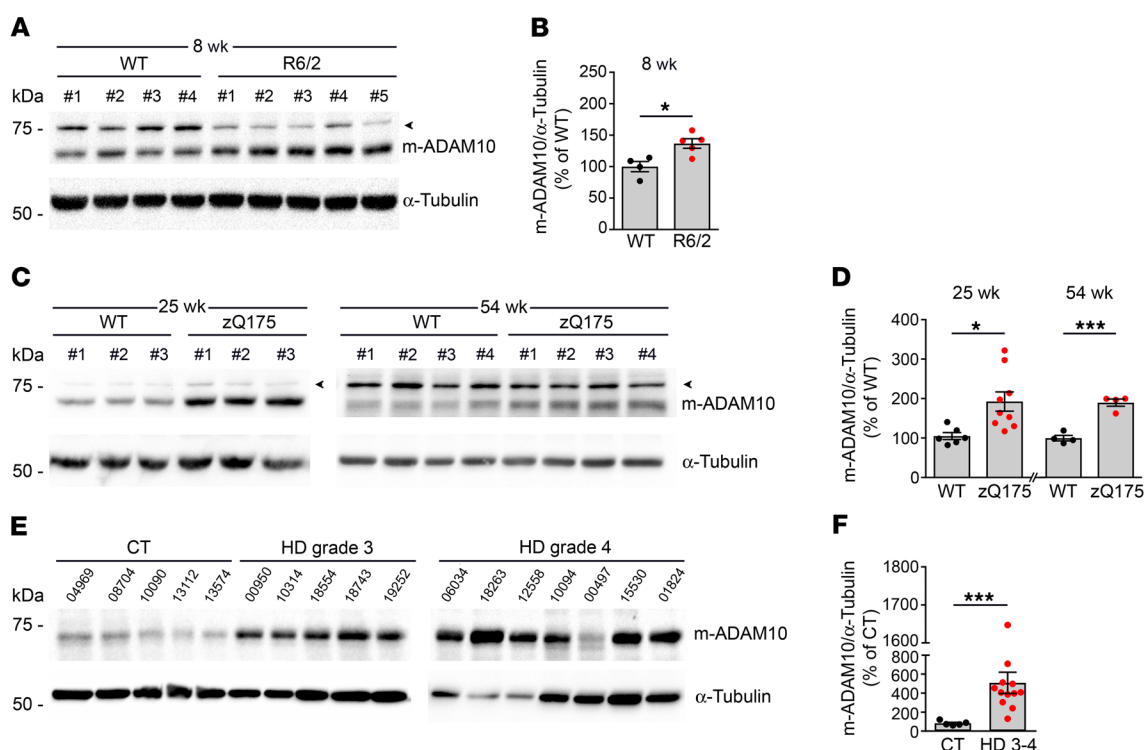 A
8 wk
WT R6/2
kDa #1 #2 #3 #4 #1 #2 #3 #4 #5
75 -
m-ADAM10
α-Tubulin
50 -
B
8 wk
m-ADAM10/α-Tubulin
(% of WT)
250
200
150
100
50
0
*
WT R6/2
C
25 wk 54 wk
WT zQ175 WT zQ175
kDa #1 #2 #3 #1 #2 #3 #1 #2 #3 #4 #1 #2 #3 #4
75 -
m-ADAM10
α-Tubulin
50 -
D
25 wk 54 wk
m-ADAM10/α-Tubulin
(% of WT)
400
300
200
100
0
* ***
WT zQ175 // WT zQ175
E
CT HD grade 3 HD grade 4
kDa 04969 08704 10090 13112 13574 00950 10314 18554 18743 19252 06034 18263 12558 10094 00497 15530 01824
75 -
m-ADAM10
α-Tubulin
50 -
F
m-ADAM10/α-Tubulin
(% of CT)
1800
1700
1600
800
600
400
200
0
***
CT HD 3-4